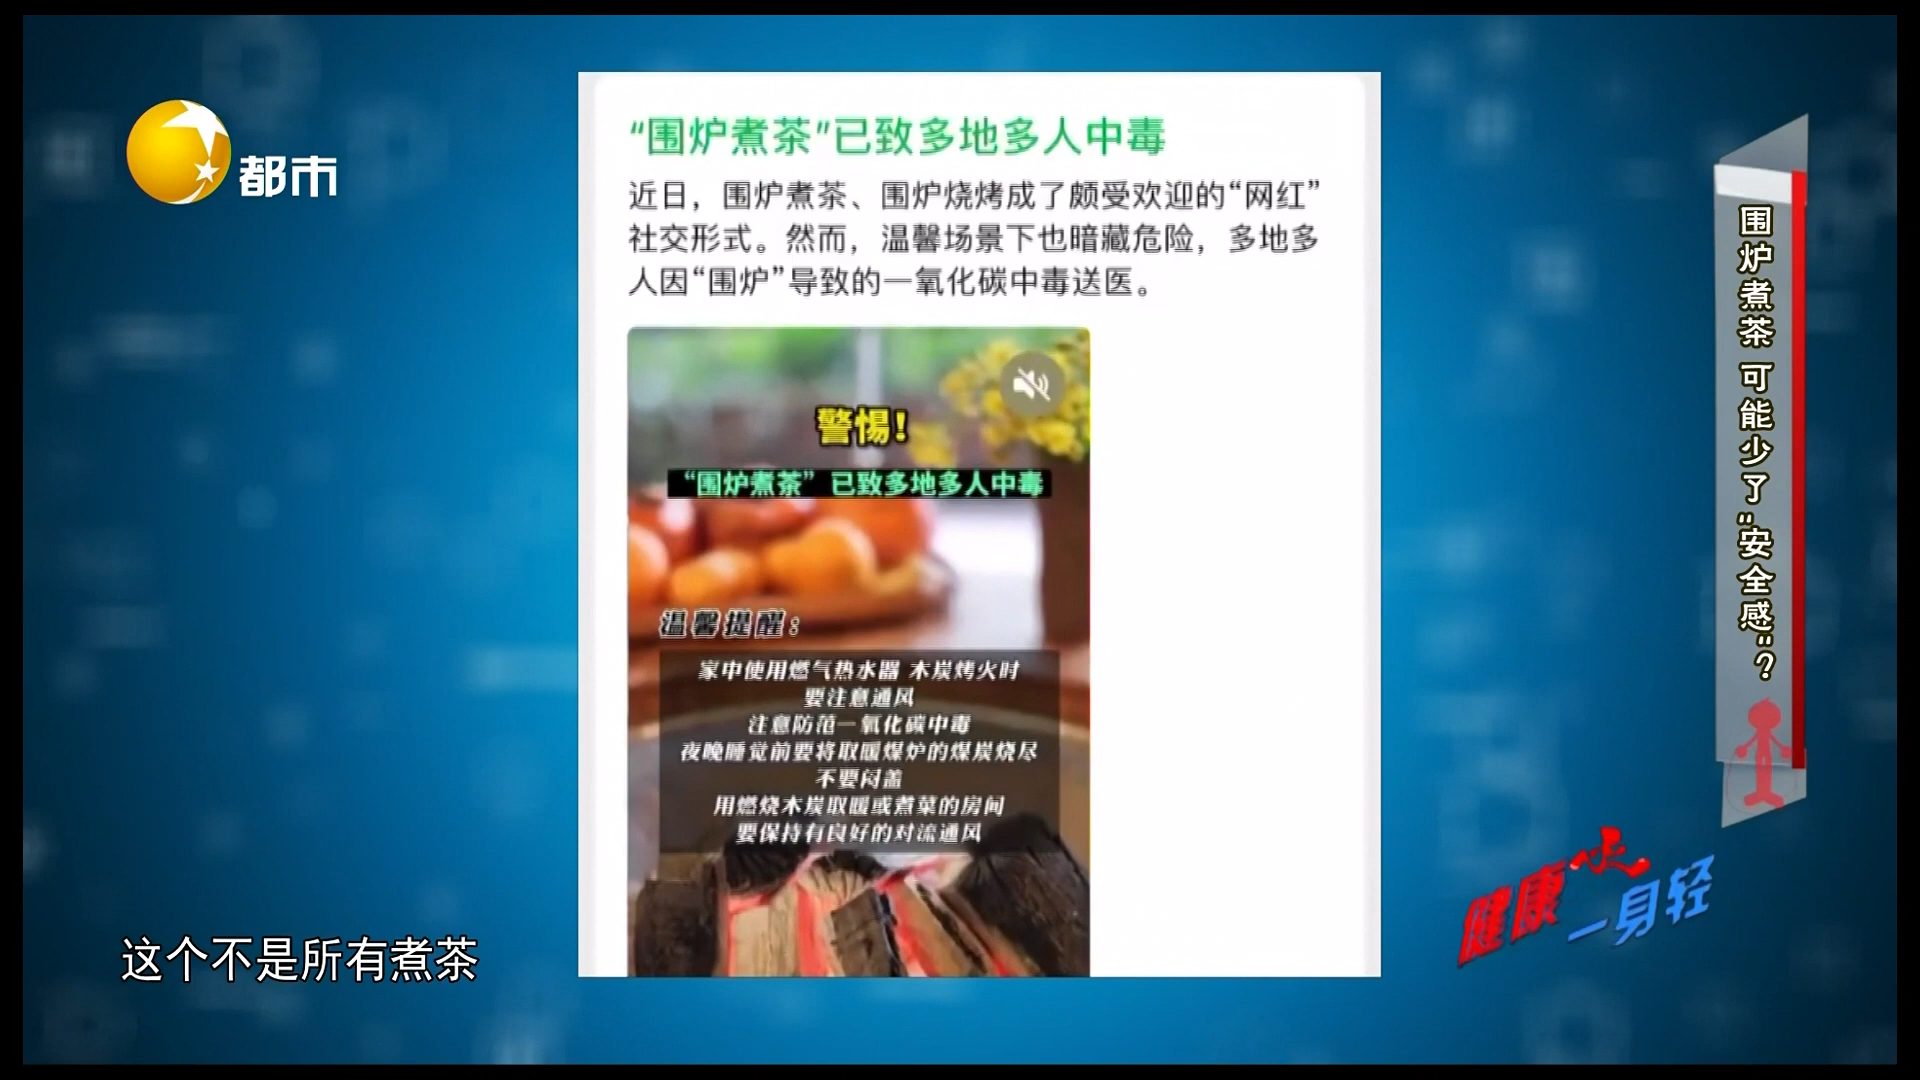 都市
“围炉煮茶”已致多地多人中毒
近日，围炉煮茶、围炉烧烤成了颇受欢迎的“网红”
社交形式。然而，温馨场景下也暗藏危险，多地多
人因“围炉”导致的一氧化碳中毒送医。
警惕！
“围炉煮茶” 已致多地多人中毒
温馨提醒：
家中使用燃气热水器 木炭烤火时
要注意通风
注意防范一氧化碳中毒
夜晚睡觉前要将取暖煤炉的煤炭烧尽
不要闷盖
用燃烧木炭取暖或煮菜的房间
要保持有良好的对流通风
围炉煮茶 可能少了“安全感”？
健康
一身轻
这个不是所有煮茶